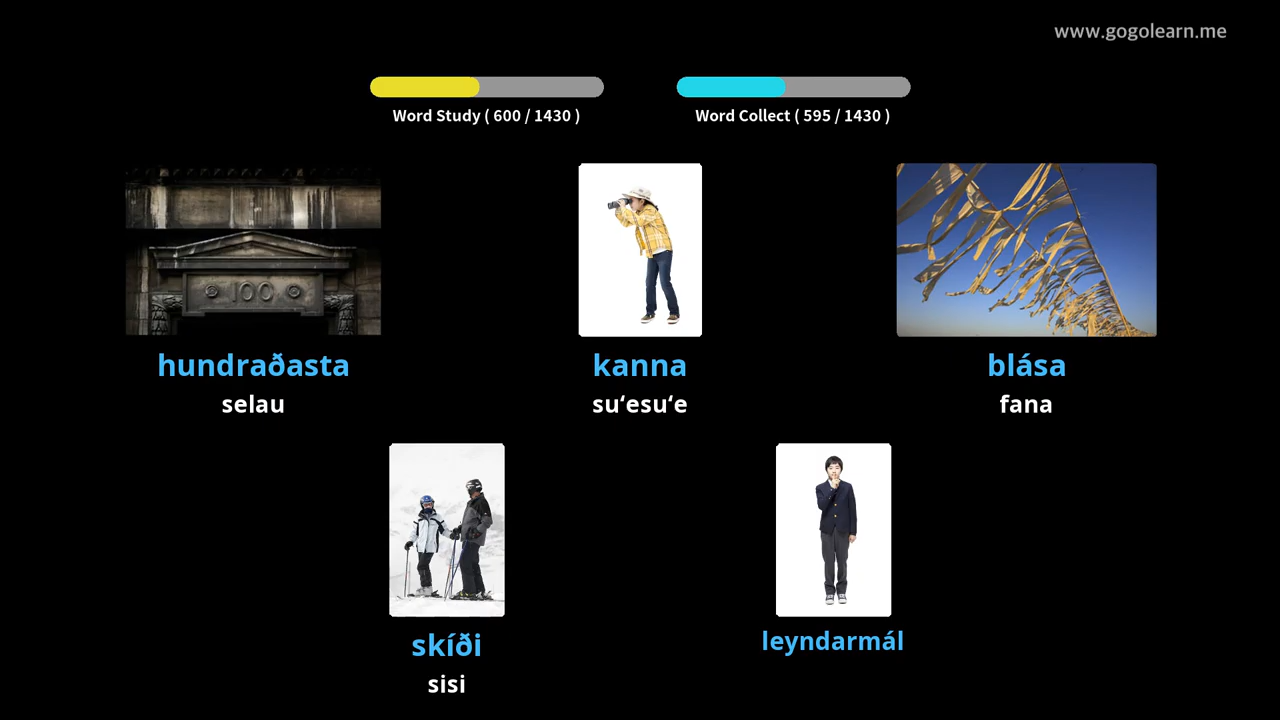 www.gogolearn.me
Word Study ( 600 / 1430 )
Word Collect ( 595 / 1430 )
100
hundraðasta
selau
kanna
su‘esu‘e
blása
fana
skíði
sisi
leyndarmál